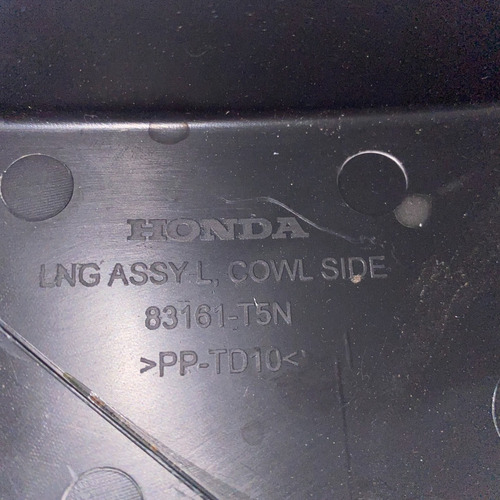 HONDA
LNG ASSY L, COWL SIDE
83161-T5N
>PP-TD10<